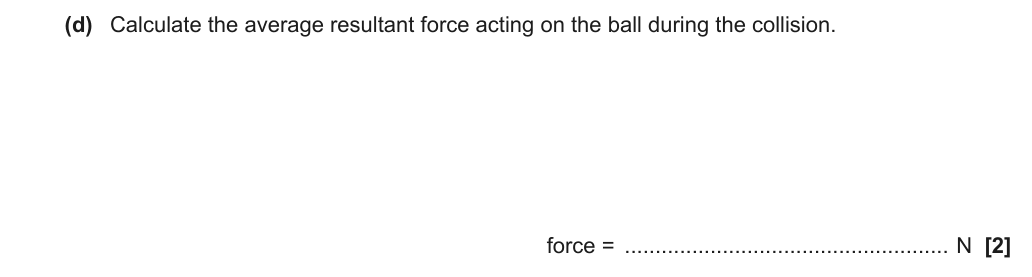 (d) Calculate the average resultant force acting on the ball during the collision.
force = .................................................... N [2]